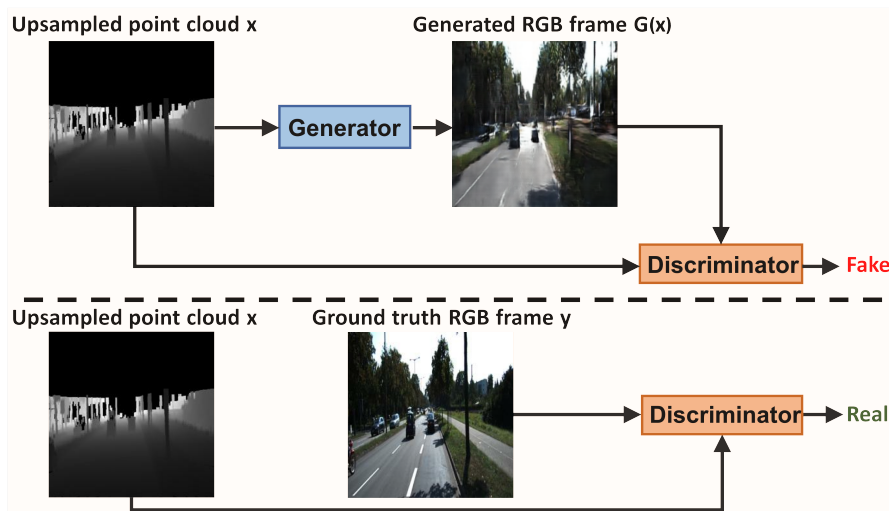 Upsampled point cloud x
Generated RGB frame G(x)
Generator
Discriminator
Fake
Upsampled point cloud x
Ground truth RGB frame y
Discriminator
Real